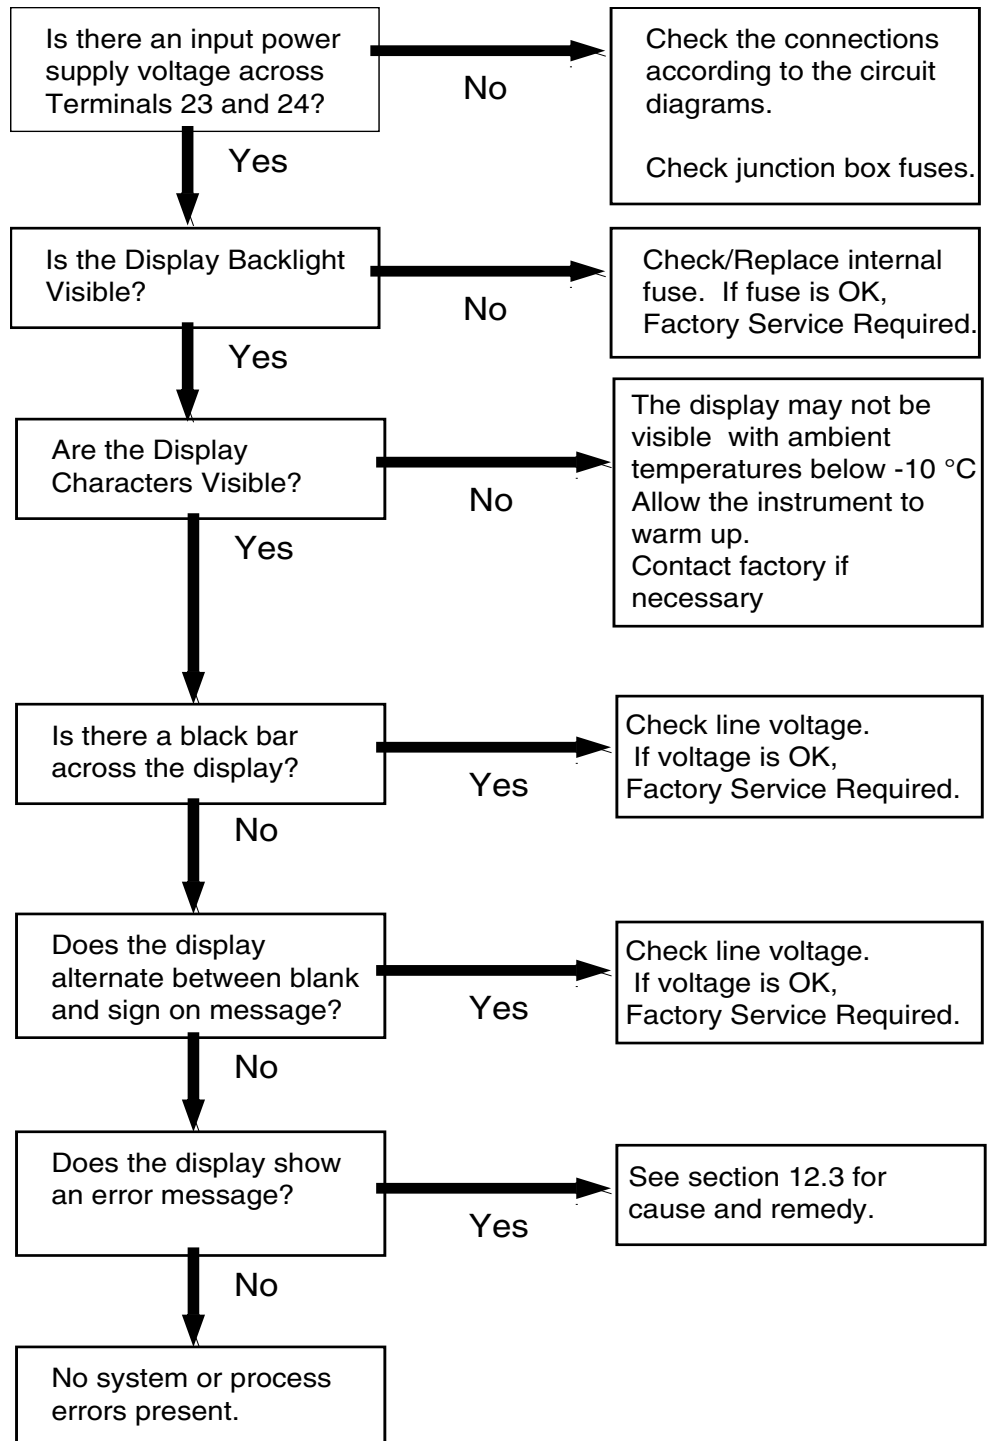 Is there an input power
supply voltage across
Terminals 23 and 24?
No
Check the connections
according to the circuit
diagrams.
Check junction box fuses.
Yes
Is the Display Backlight
Visible?
No
Check/Replace internal
fuse.  If fuse is OK,
Factory Service Required.
Yes
Are the Display
Characters Visible?
No
The display may not be
visible  with ambient
temperatures below -10 °C
Allow the instrument to
warm up.
Contact factory if
necessary
Yes
Is there a black bar
across the display?
Yes
Check line voltage.
If voltage is OK,
Factory Service Required.
No
Does the display
alternate between blank
and sign on message?
Yes
Check line voltage.
If voltage is OK,
Factory Service Required.
No
Does the display show
an error message?
Yes
See section 12.3 for
cause and remedy.
No
No system or process
errors present.